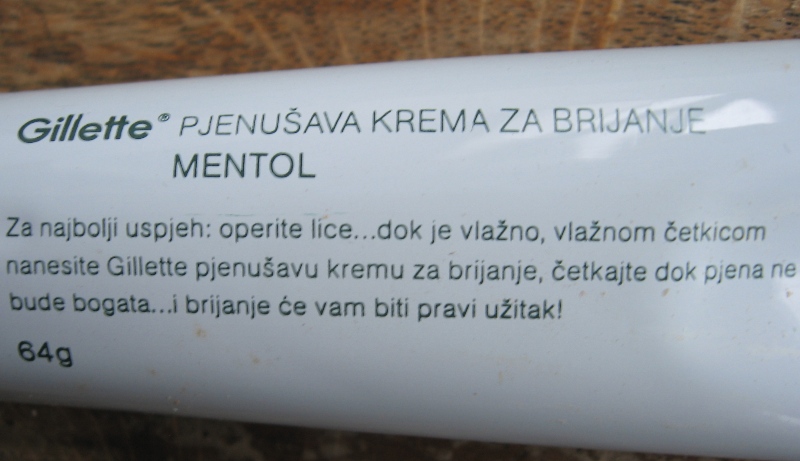 Gillette® PJENUŠAVA KREMA ZA BRIJANJE
MENTOL
Za najbolji uspjeh: operite lice...dok je vlažno, vlažnom četkicom
nanesite Gillette pjenušavu kremu za brijanje, četkajte dok pjena ne
bude bogata...i brijanje će vam biti pravi užitak!
64g